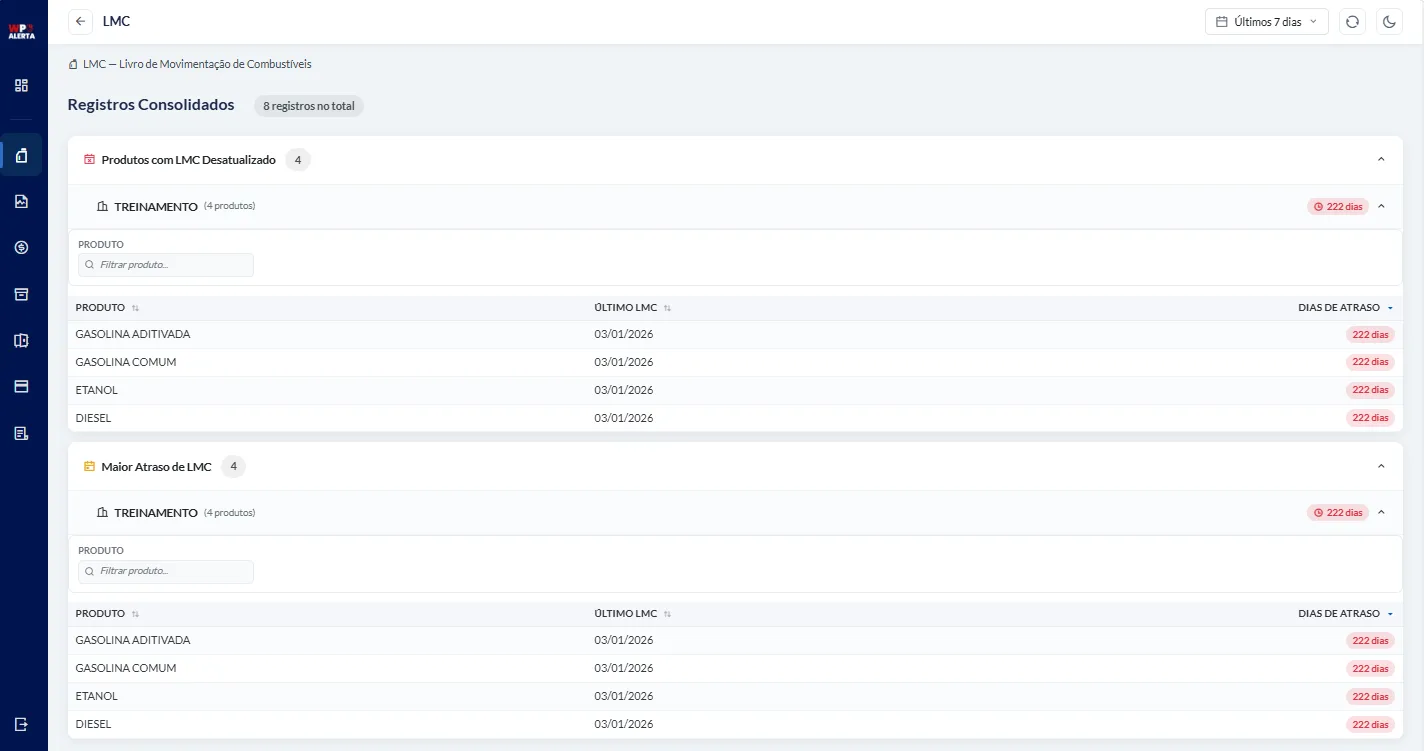 WP
ALERTA
LMC
Últimos 7 dias
LMC — Livro de Movimentação de Combustíveis
Registros Consolidados 8 registros no total
Produtos com LMC Desatualizado 4
TREINAMENTO (4 produtos) 222 dias
PRODUTO
Filtrar produto...
PRODUTO ÚLTIMO LMC DIAS DE ATRASO
GASOLINA ADITIVADA 03/01/2026 222 dias
GASOLINA COMUM 03/01/2026 222 dias
ETANOL 03/01/2026 222 dias
DIESEL 03/01/2026 222 dias
Maior Atraso de LMC 4
TREINAMENTO (4 produtos) 222 dias
PRODUTO
Filtrar produto...
PRODUTO ÚLTIMO LMC DIAS DE ATRASO
GASOLINA ADITIVADA 03/01/2026 222 dias
GASOLINA COMUM 03/01/2026 222 dias
ETANOL 03/01/2026 222 dias
DIESEL 03/01/2026 222 dias